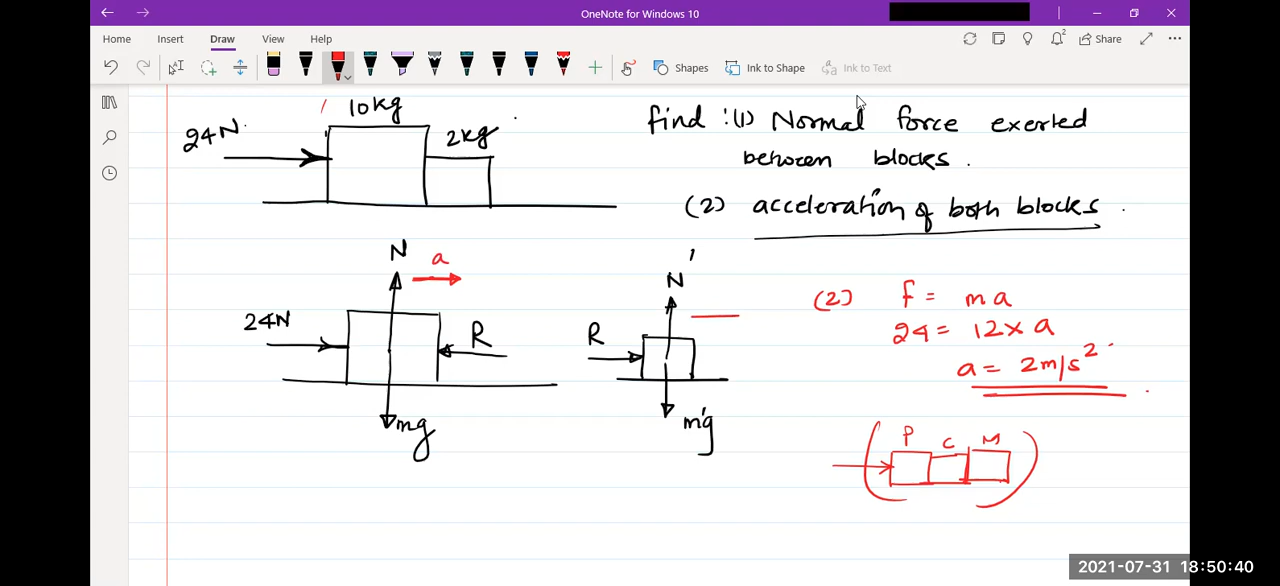 OneNote for Windows 10
Home Insert Draw View Help
Share
Shapes Ink to Shape Ink to Text
10kg
24N
2kg
find :(1) Normal force exerted
between blocks.
(2) acceleration of both blocks.
N
a
24N
R
mg
N'
R
m'g
(2) f = ma
24 = 12 x a
a = 2m/s²
P C M
2021-07-31 18:50:40